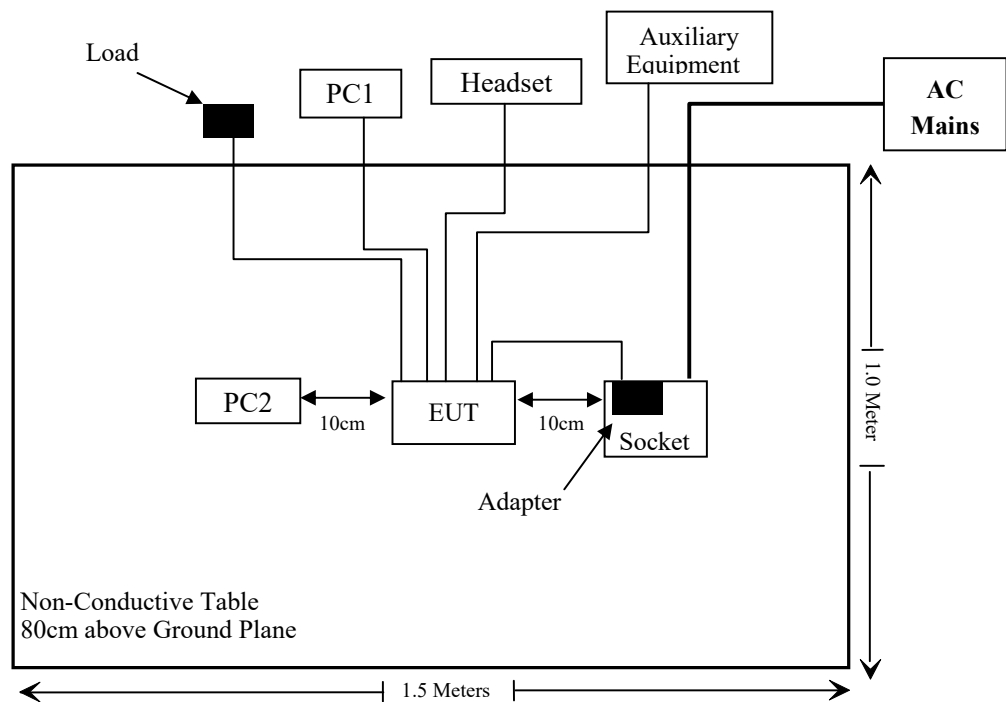 Load
PC1
Headset
Auxiliary
Equipment
AC
Mains
PC2
10cm
EUT
10cm
Socket
Adapter
1.0 Meter
Non-Conductive Table
80cm above Ground Plane
1.5 Meters